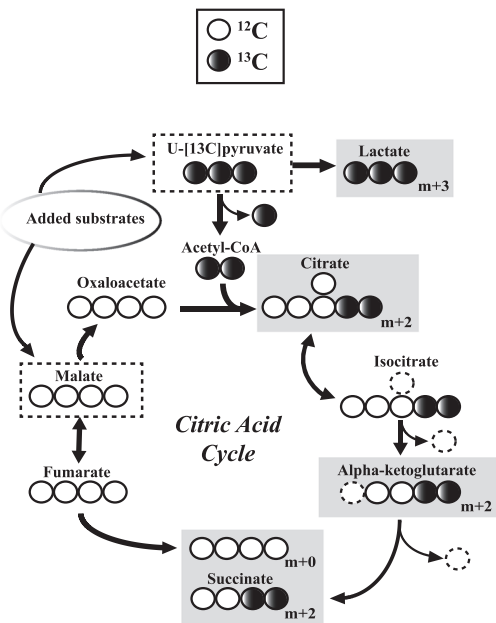 12C
13C
U-[13C]pyruvate
Lactate
m+3
Added substrates
Acetyl-CoA
Oxaloacetate
Citrate
m+2
Malate
Isocitrate
Citric Acid
Cycle
Fumarate
Alpha-ketoglutarate
m+2
m+0
Succinate
m+2